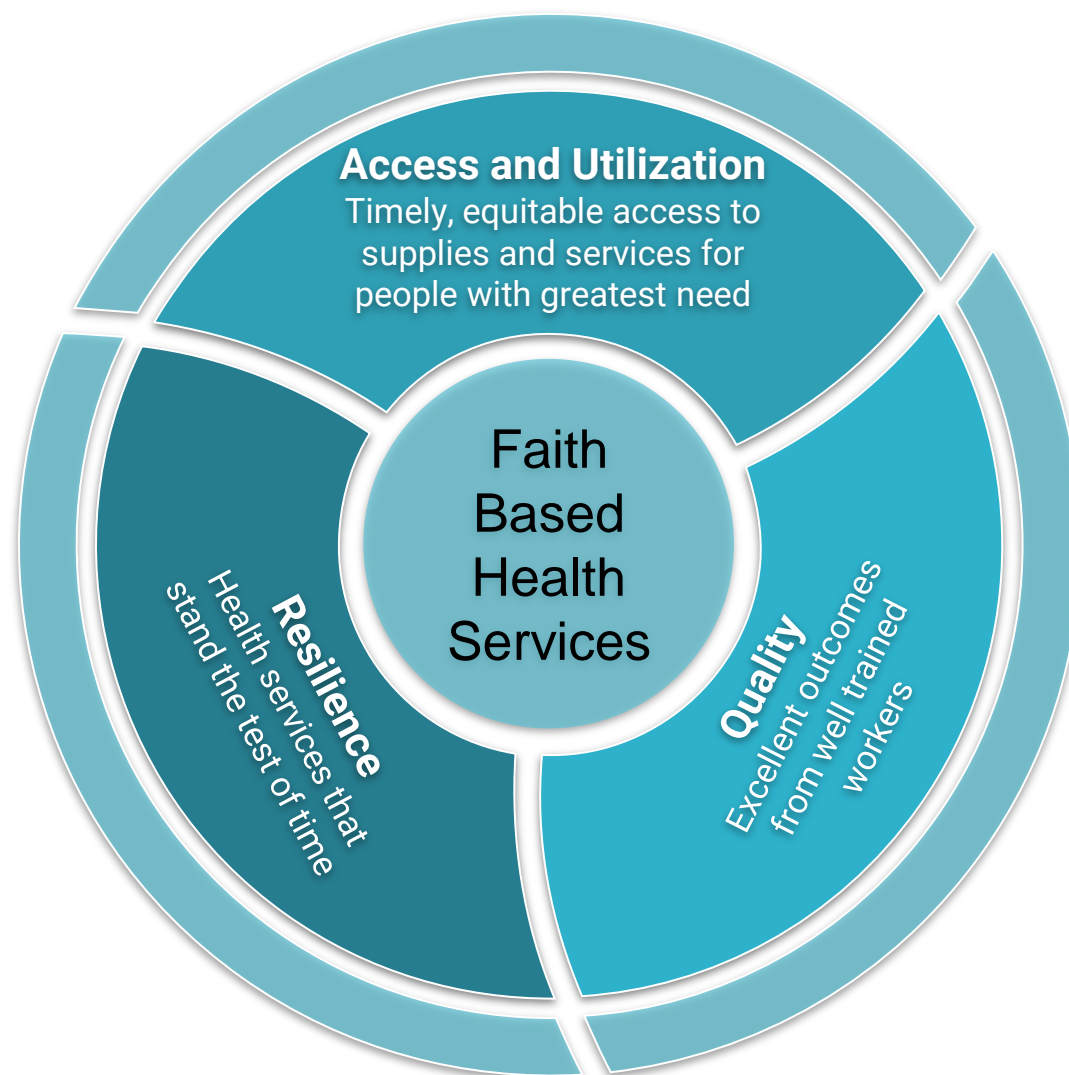 Access and Utilization
Timely, equitable access to
supplies and services for
people with greatest need
Faith
Based
Health
Services
Resilience
Health services that
stand the test of time
Quality
Excellent outcomes
from well trained
workers